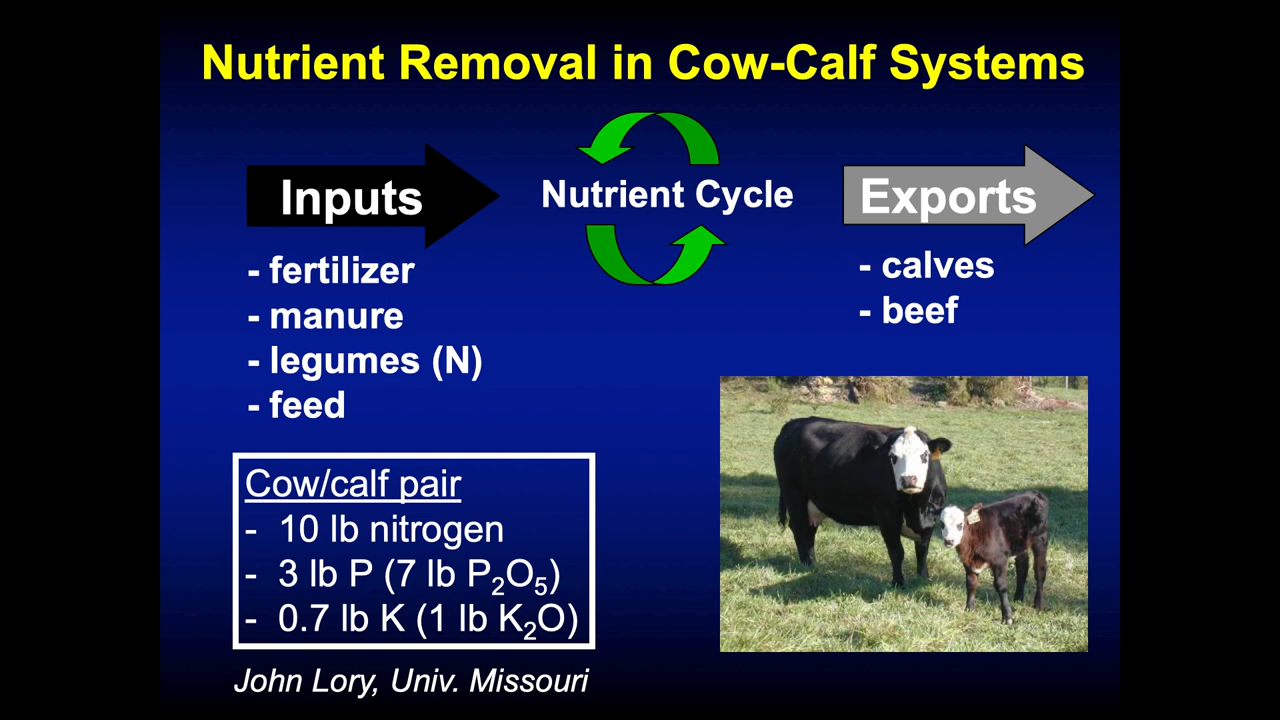 Nutrient Removal in Cow-Calf Systems
Inputs
- fertilizer
- manure
- legumes (N)
- feed
Nutrient Cycle
Exports
- calves
- beef
Cow/calf pair
- 10 lb nitrogen
- 3 lb P (7 lb P₂O₅)
- 0.7 lb K (1 lb K₂O)
John Lory, Univ. Missouri